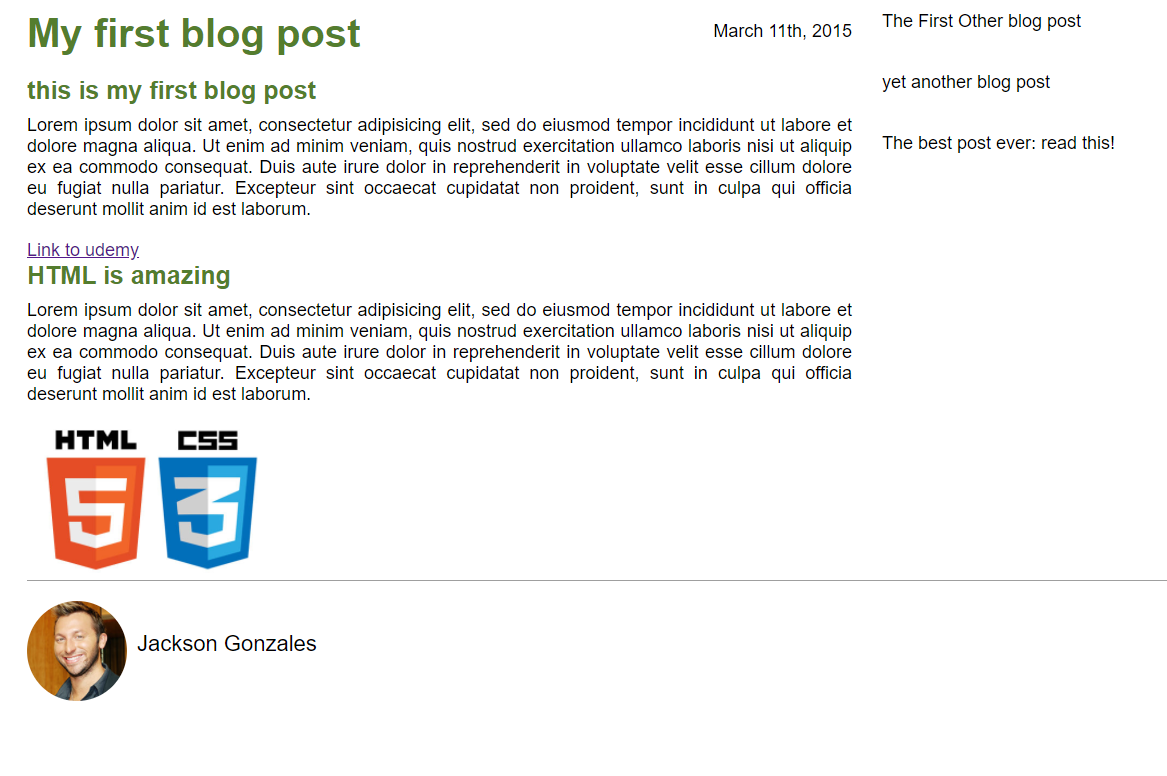 My first blog post
March 11th, 2015
this is my first blog post
Lorem ipsum dolor sit amet, consectetur adipisicing elit, sed do eiusmod tempor incididunt ut labore et
dolore magna aliqua. Ut enim ad minim veniam, quis nostrud exercitation ullamco laboris nisi ut aliquip
ex ea commodo consequat. Duis aute irure dolor in reprehenderit in voluptate velit esse cillum dolore
eu fugiat nulla pariatur. Excepteur sint occaecat cupidatat non proident, sunt in culpa qui officia
deserunt mollit anim id est laborum.
Link to udemy
HTML is amazing
Lorem ipsum dolor sit amet, consectetur adipisicing elit, sed do eiusmod tempor incididunt ut labore et
dolore magna aliqua. Ut enim ad minim veniam, quis nostrud exercitation ullamco laboris nisi ut aliquip
ex ea commodo consequat. Duis aute irure dolor in reprehenderit in voluptate velit esse cillum dolore
eu fugiat nulla pariatur. Excepteur sint occaecat cupidatat non proident, sunt in culpa qui officia
deserunt mollit anim id est laborum.
HTML CSS
5 3
The First Other blog post
yet another blog post
The best post ever: read this!
Jackson Gonzales